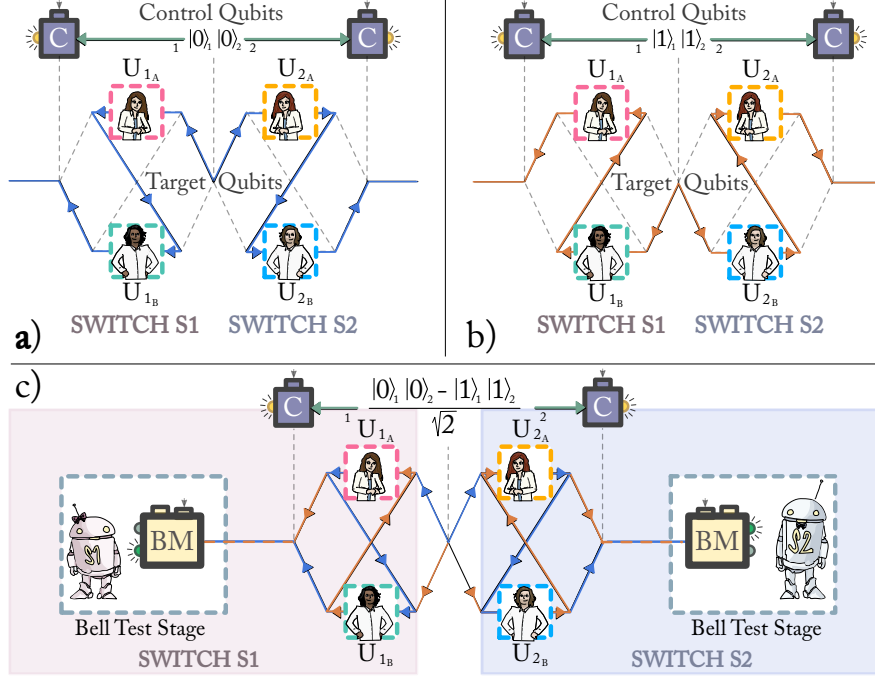 Control Qubits
C
1 |0⟩₁ |0⟩₂ 2
C
U₁A
U₂A
Target Qubits
U₁B
U₂B
a)
SWITCH S1
SWITCH S2
Control Qubits
C
1 |1⟩₁ |1⟩₂ 2
C
U₁A
U₂A
Target Qubits
U₁B
U₂B
b)
SWITCH S1
SWITCH S2
c)
C
1 |0⟩₁ |0⟩₂ - |1⟩₁ |1⟩₂ 2
√2
C
U₁A
U₂A
S1
BM
BM
S2
Bell Test Stage
U₁B
U₂B
Bell Test Stage
SWITCH S1
SWITCH S2